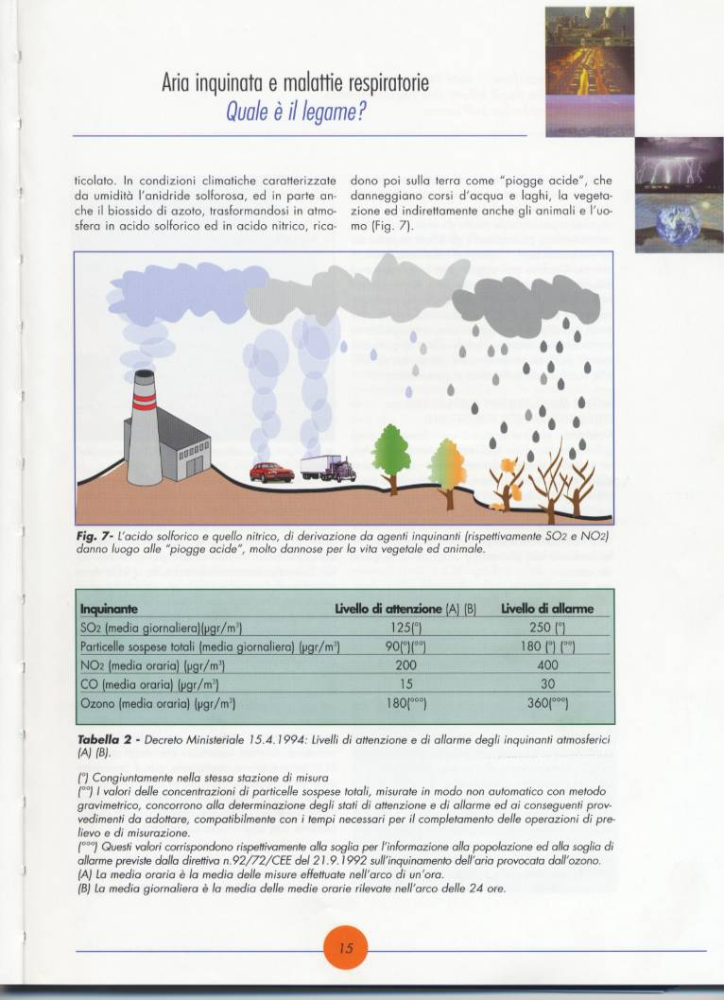 Aria inquinata e malattie respiratorie
Quale è il legame?
ticolato. In condizioni climatiche caratterizzate
da umidità l'anidride solforosa, ed in parte an-
che il biossido di azoto, trasformandosi in atmo-
sfera in acido solforico ed in acido nitrico, rica-
dono poi sulla terra come "piogge acide", che
danneggiano corsi d'acqua e laghi, la vegeta-
zione ed indirettamente anche gli animali e l'uo-
mo (Fig. 7).
Fig. 7- L'acido solforico e quello nitrico, di derivazione da agenti inquinanti (rispettivamente SO2 e NO2)
danno luogo alle "piogge acide", molto dannose per la vita vegetale ed animale.
Inquinante Livello di attenzione (A) (B) Livello di allarme
SO2 (media giornaliera)(µgr/m³) 125(°) 250 (°)
Particelle sospese totali (media giornaliera) (µgr/m³) 90(°)(°°) 180 (°) (°°)
NO2 (media oraria) (µgr/m³) 200 400
CO (media oraria) (µgr/m³) 15 30
Ozono (media oraria) (µgr/m³) 180(°°°) 360(°°°)
Tabella 2 - Decreto Ministeriale 15.4.1994: Livelli di attenzione e di allarme degli inquinanti atmosferici
(A) (B).
(°) Congiuntamente nella stessa stazione di misura
(°°) I valori delle concentrazioni di particelle sospese totali, misurate in modo non automatico con metodo
gravimetrico, concorrono alla determinazione degli stati di attenzione e di allarme ed ai conseguenti prov-
vedimenti da adottare, compatibilmente con i tempi necessari per il completamento delle operazioni di pre-
lievo e di misurazione.
(°°°) Questi valori corrispondono rispettivamente alla soglia per l'informazione alla popolazione ed alla soglia di
allarme previste dalla direttiva n.92/72/CEE del 21.9.1992 sull'inquinamento dell'aria provocata dall'ozono.
(A) La media oraria è la media delle misure effettuate nell'arco di un'ora.
(B) La media giornaliera è la media delle medie orarie rilevate nell'arco delle 24 ore.
15